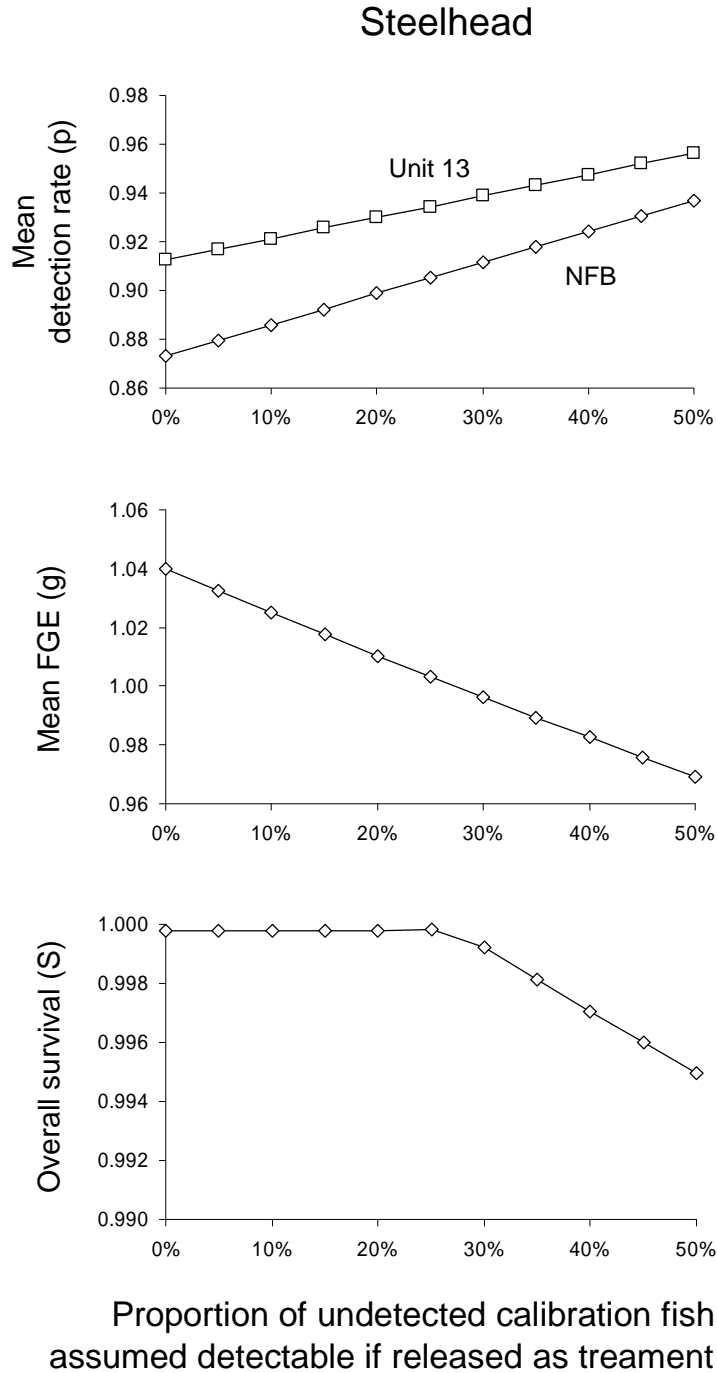 Steelhead
Mean
detection rate (p)
0.98
0.96
0.94
0.92
0.90
0.88
0.86
Unit 13
NFB
0% 10% 20% 30% 40% 50%
Mean FGE (g)
1.06
1.04
1.02
1.00
0.98
0.96
0% 10% 20% 30% 40% 50%
Overall survival (S)
1.000
0.998
0.996
0.994
0.992
0.990
0% 10% 20% 30% 40% 50%
Proportion of undetected calibration fish
assumed detectable if released as treament